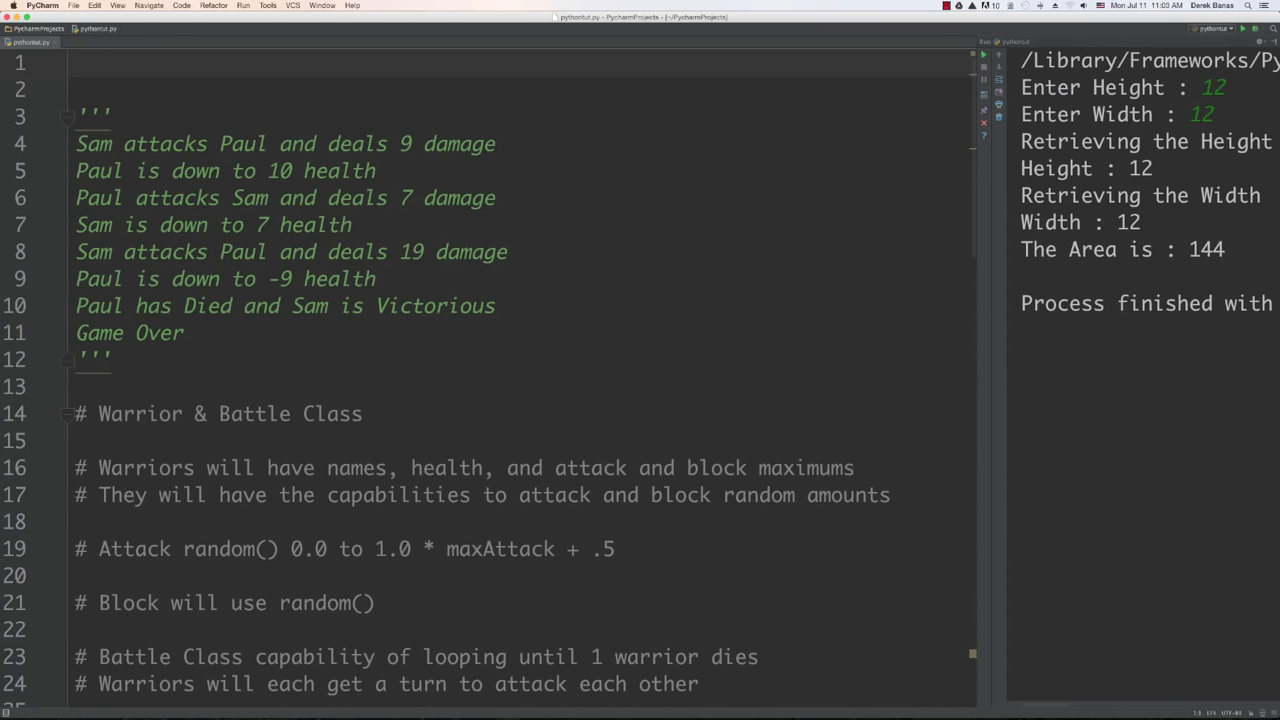 PyCharm File Edit View Navigate Code Refactor Run Tools VCS Window Help 10 Mon Jul 11 11:03 AM Derek Banas
pythontut.py - PycharmProjects - [~/PycharmProjects]
PycharmProjects pythontut.py pythontut
pythontut.py
Run: pythontut
1
2
3 '''
4 Sam attacks Paul and deals 9 damage
5 Paul is down to 10 health
6 Paul attacks Sam and deals 7 damage
7 Sam is down to 7 health
8 Sam attacks Paul and deals 19 damage
9 Paul is down to -9 health
10 Paul has Died and Sam is Victorious
11 Game Over
12 '''
13
14 # Warrior & Battle Class
15
16 # Warriors will have names, health, and attack and block maximums
17 # They will have the capabilities to attack and block random amounts
18
19 # Attack random() 0.0 to 1.0 * maxAttack + .5
20
21 # Block will use random()
22
23 # Battle Class capability of looping until 1 warrior dies
24 # Warriors will each get a turn to attack each other
/Library/Frameworks/Py
Enter Height : 12
Enter Width : 12
Retrieving the Height
Height : 12
Retrieving the Width
Width : 12
The Area is : 144
Process finished with
1:1 LF÷ UTF-8÷